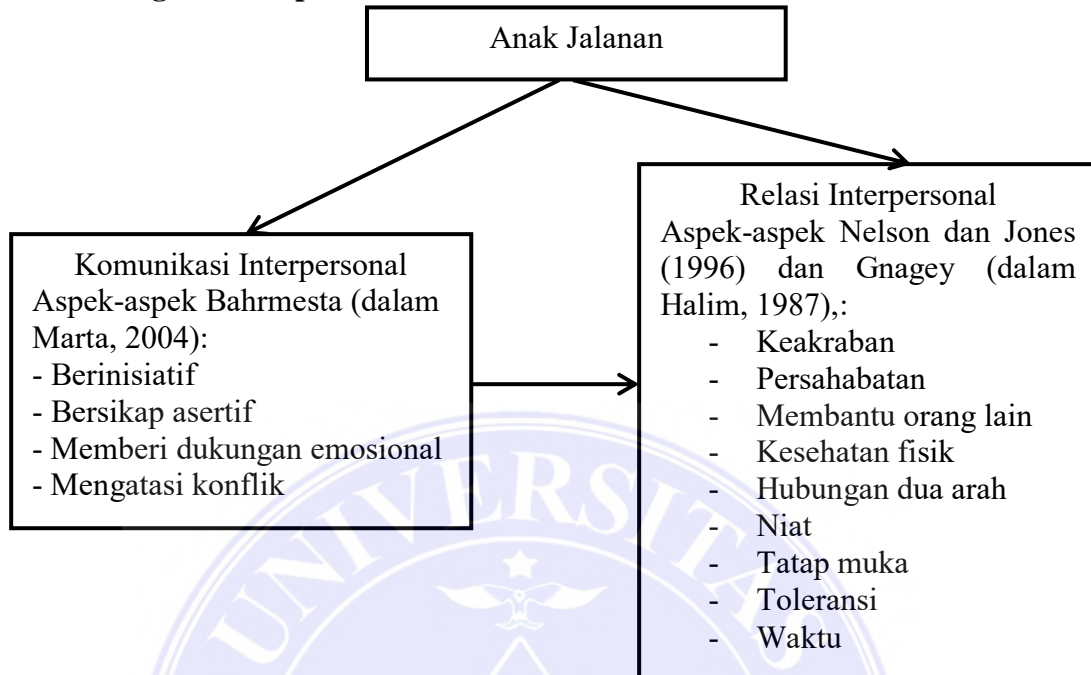 Anak Jalanan
Komunikasi Interpersonal
Aspek-aspek Bahrmesta (dalam
Marta, 2004):
- Berinisiatif
- Bersikap asertif
- Memberi dukungan emosional
- Mengatasi konflik
Relasi Interpersonal
Aspek-aspek Nelson dan Jones
(1996) dan Gnagey (dalam
Halim, 1987),:
- Keakraban
- Persahabatan
- Membantu orang lain
- Kesehatan fisik
- Hubungan dua arah
- Niat
- Tatap muka
- Toleransi
- Waktu
UNIVERSITAS